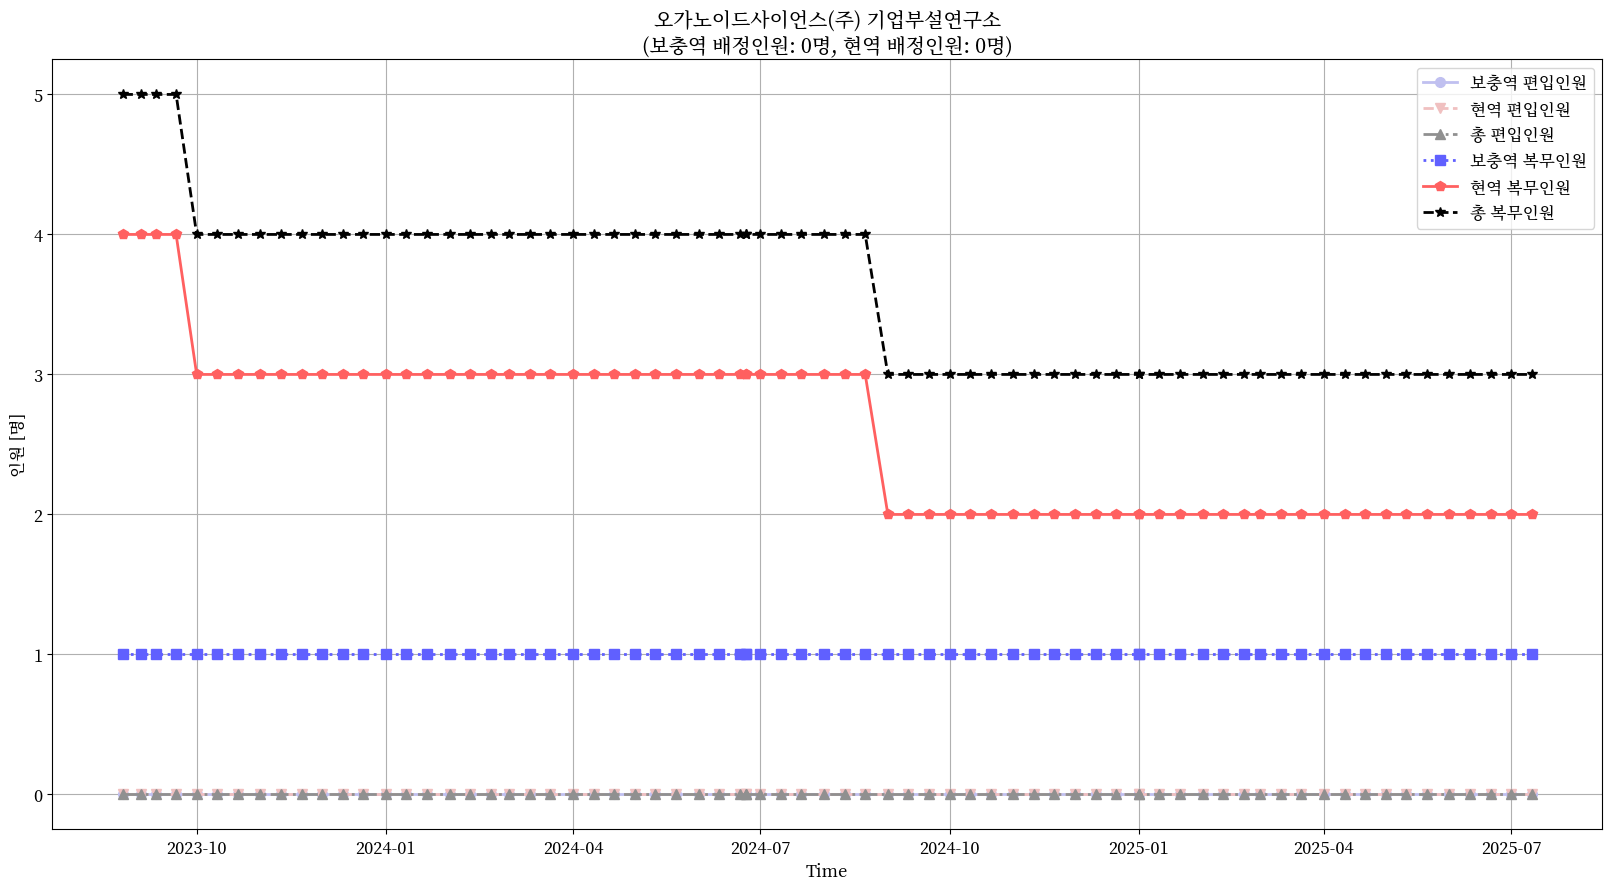 오가노이드사이언스(주) 기업부설연구소
(보충역 배정인원: 0명, 현역 배정인원: 0명)
보충역 편입인원
현역 편입인원
총 편입인원
보충역 복무인원
현역 복무인원
총 복무인원
인원 [명]
5
4
3
2
1
0
2023-10
2024-01
2024-04
2024-07
2024-10
2025-01
2025-04
2025-07
Time